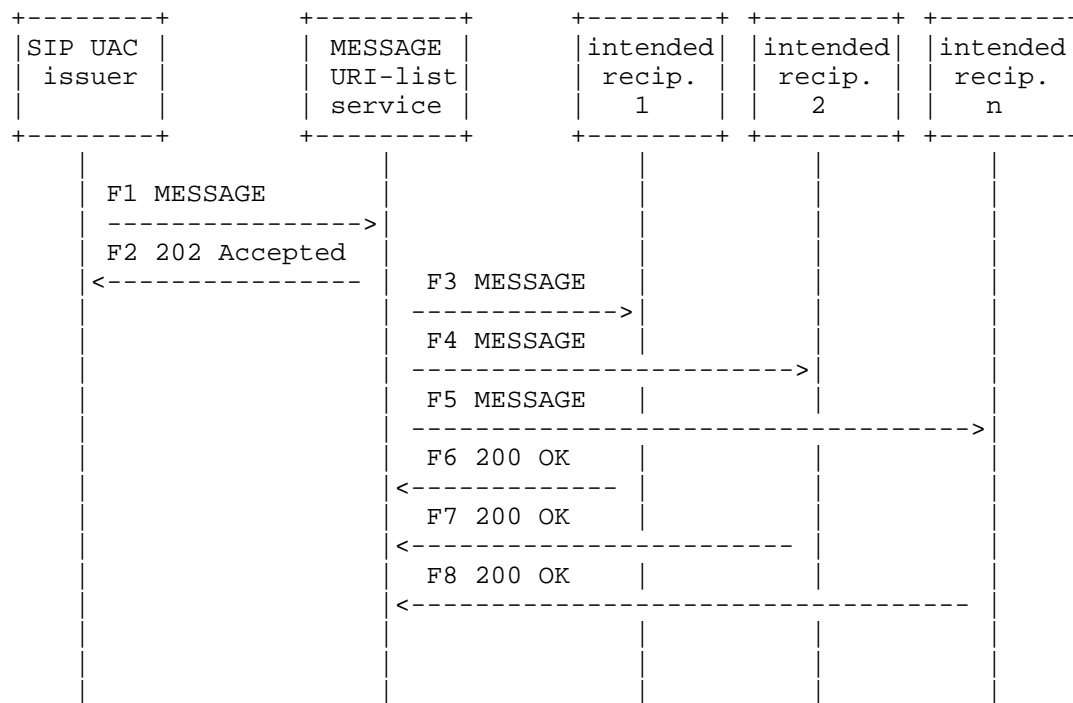 SIP UAC MESSAGE intended intended intended
issuer URI-list recip. recip. recip.
service 1 2 n
F1 MESSAGE
F2 202 Accepted
F3 MESSAGE
F4 MESSAGE
F5 MESSAGE
F6 200 OK
F7 200 OK
F8 200 OK